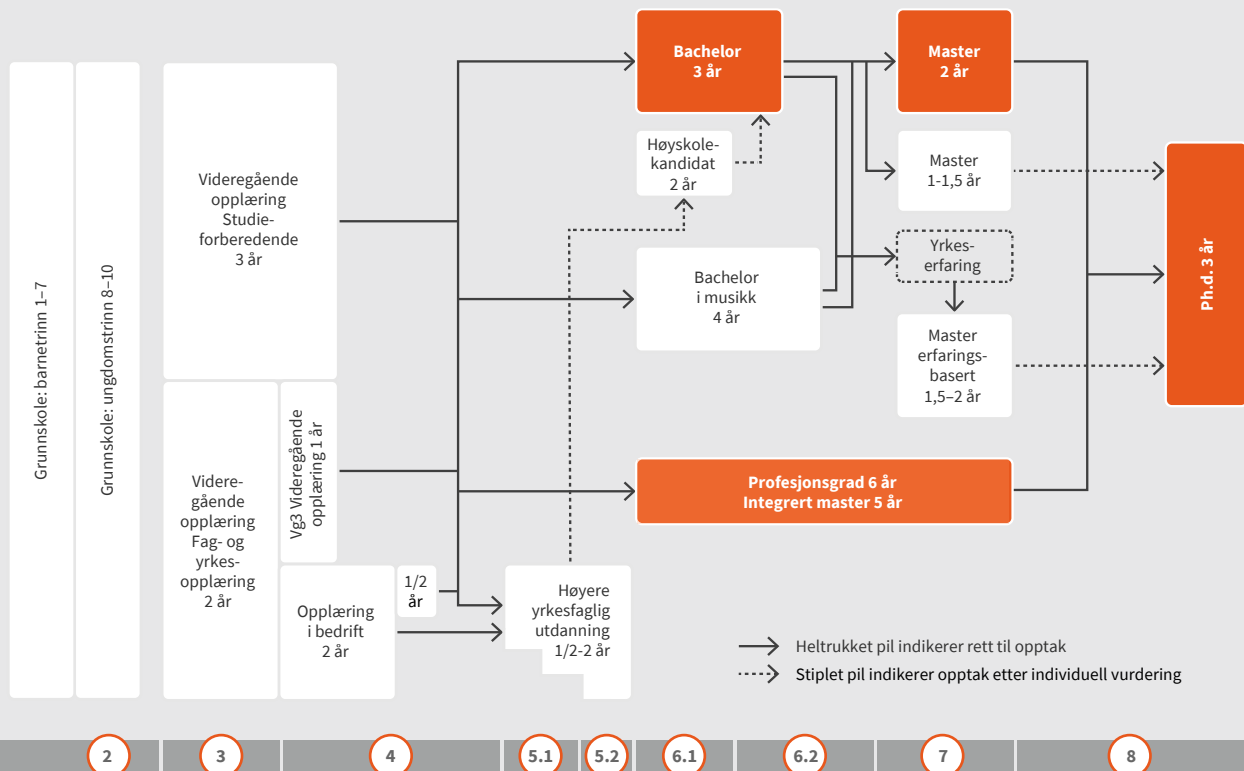 Grunnskole: barnetrinn 1–7
Grunnskole: ungdomstrinn 8–10
Videregående
opplæring
Studie-
forberedende
3 år
Videre-
gående
opplæring
Fag- og
yrkes-
opplæring
2 år
Vg3 Videregående
opplæring 1 år
Opplæring
i bedrift
2 år
1/2
år
Høyere
yrkesfaglig
utdanning
1/2-2 år
Bachelor
3 år
Høyskole-
kandidat
2 år
Bachelor
i musikk
4 år
Profesjonsgrad 6 år
Integrert master 5 år
Master
2 år
Master
1-1,5 år
Yrkes-
erfaring
Master
erfarings-
basert
1,5–2 år
Ph.d. 3 år
Heltrukket pil indikerer rett til opptak
Stiplet pil indikerer opptak etter individuell vurdering
2
3
4
5.1
5.2
6.1
6.2
7
8